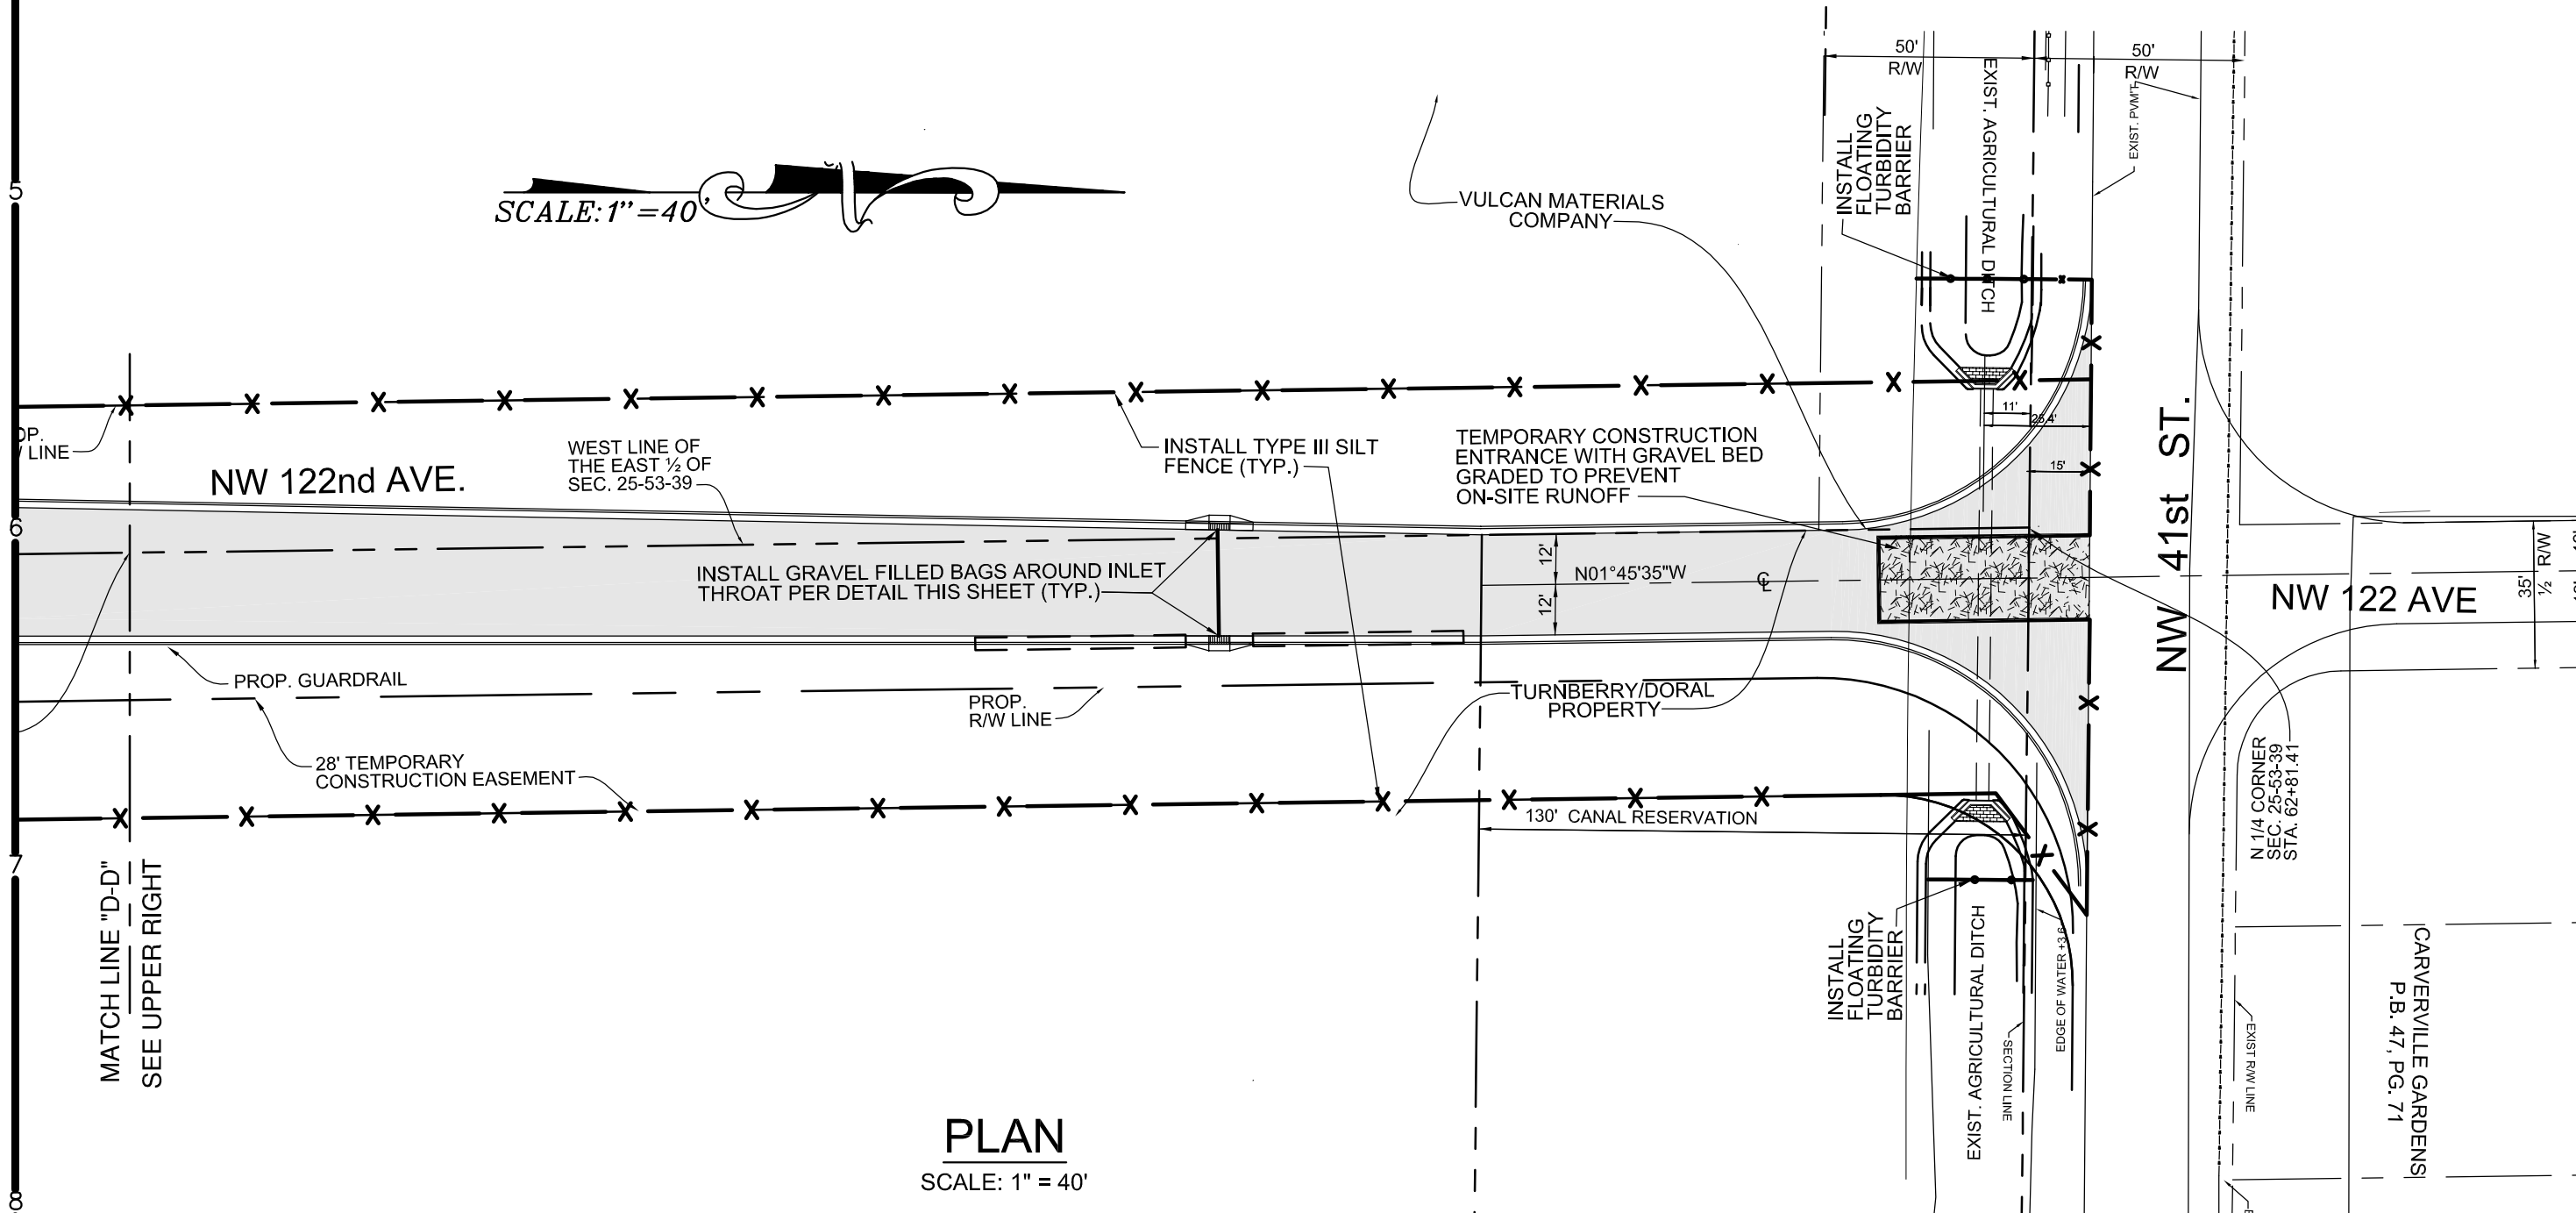 5
6
7
8
SCALE: 1" = 40'
VULCAN MATERIALS
COMPANY
50'
R/W
50'
R/W
EXIST. AGRICULTURAL DITCH
EXIST. PVM'T
INSTALL
FLOATING
TURBIDITY
BARRIER
LINE
NW 122nd AVE.
WEST LINE OF
THE EAST ½ OF
SEC. 25-53-39
INSTALL TYPE III SILT
FENCE (TYP.)
TEMPORARY CONSTRUCTION
ENTRANCE WITH GRAVEL BED
GRADED TO PREVENT
ON-SITE RUNOFF
11'
25.4'
15'
NW 41st ST.
INSTALL GRAVEL FILLED BAGS AROUND INLET
THROAT PER DETAIL THIS SHEET (TYP.)
12'
12'
N01°45'35"W
℄
NW 122 AVE
35'
½ R/W
PROP. GUARDRAIL
PROP.
R/W LINE
TURNBERRY/DORAL
PROPERTY
28' TEMPORARY
CONSTRUCTION EASEMENT
130' CANAL RESERVATION
N 1/4 CORNER
SEC. 25-53-39
STA. 62+81.41
MATCH LINE "D-D"
SEE UPPER RIGHT
INSTALL
FLOATING
TURBIDITY
BARRIER
EXIST. AGRICULTURAL DITCH
SECTION LINE
EDGE OF WATER +3.6
EXIST R/W LINE
CARVERVILLE GARDENS
P.B. 47, PG. 71
PLAN
SCALE: 1" = 40'